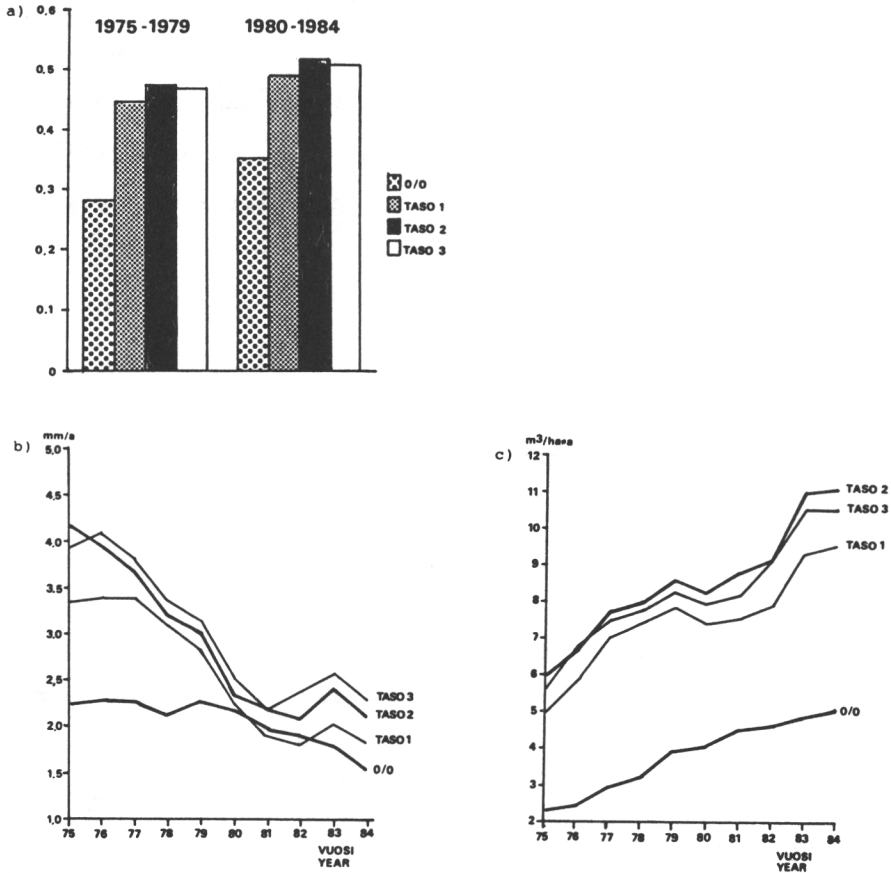 a)
0,6
1975-1979
1980-1984
0,5
0,4
0,3
0,2
0,1
0
0/0
TASO 1
TASO 2
TASO 3
b)
mm/a
5,0
4,5
4,0
3,5
3,0
2,5
2,0
1,5
1,0
TASO 3
TASO 2
TASO 1
0/0
75 76 77 78 79 80 81 82 83 84
VUOSI
YEAR
c)
m³/ha•a
12
11
10
9
8
7
6
5
4
3
2
TASO 2
TASO 3
TASO 1
0/0
75 76 77 78 79 80 81 82 83 84
VUOSI
YEAR